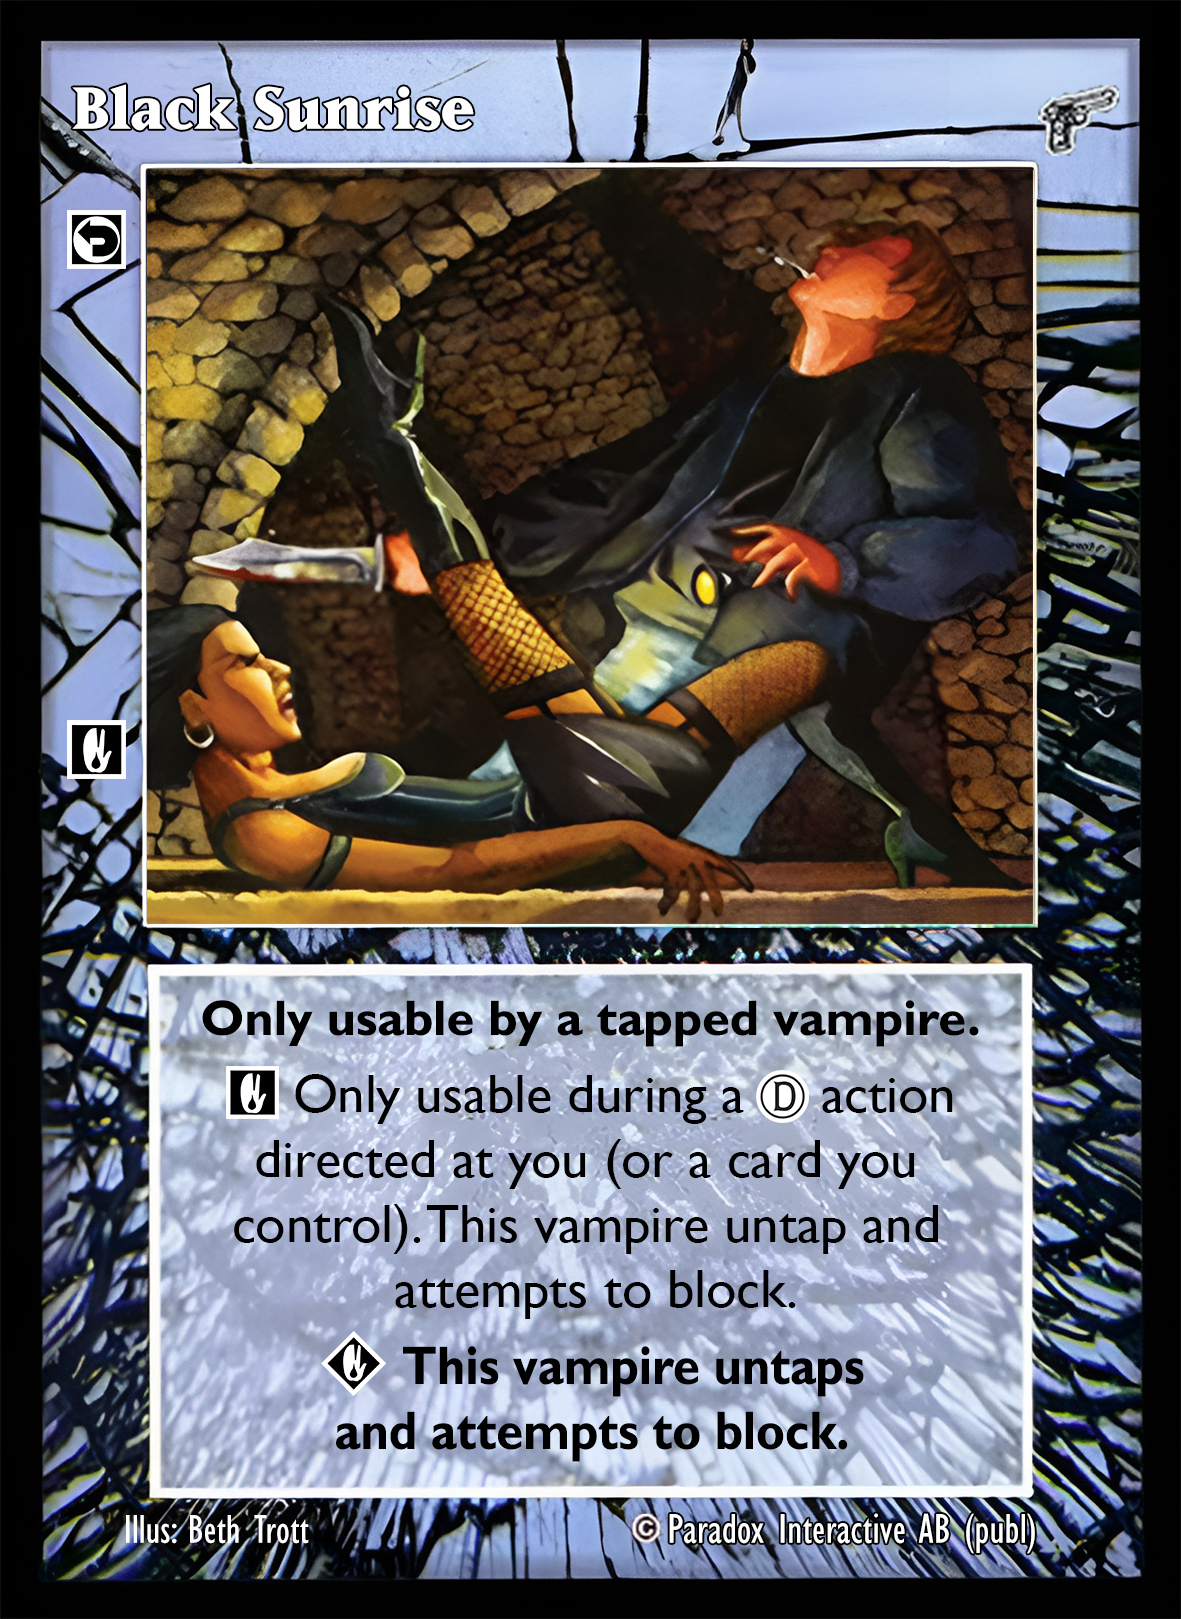 Black Sunrise
Only usable by a tapped vampire.
Only usable during a D action
directed at you (or a card you
control). This vampire untap and
attempts to block.
This vampire untaps
and attempts to block.
Illus: Beth Trott
© Paradox Interactive AB (publ)